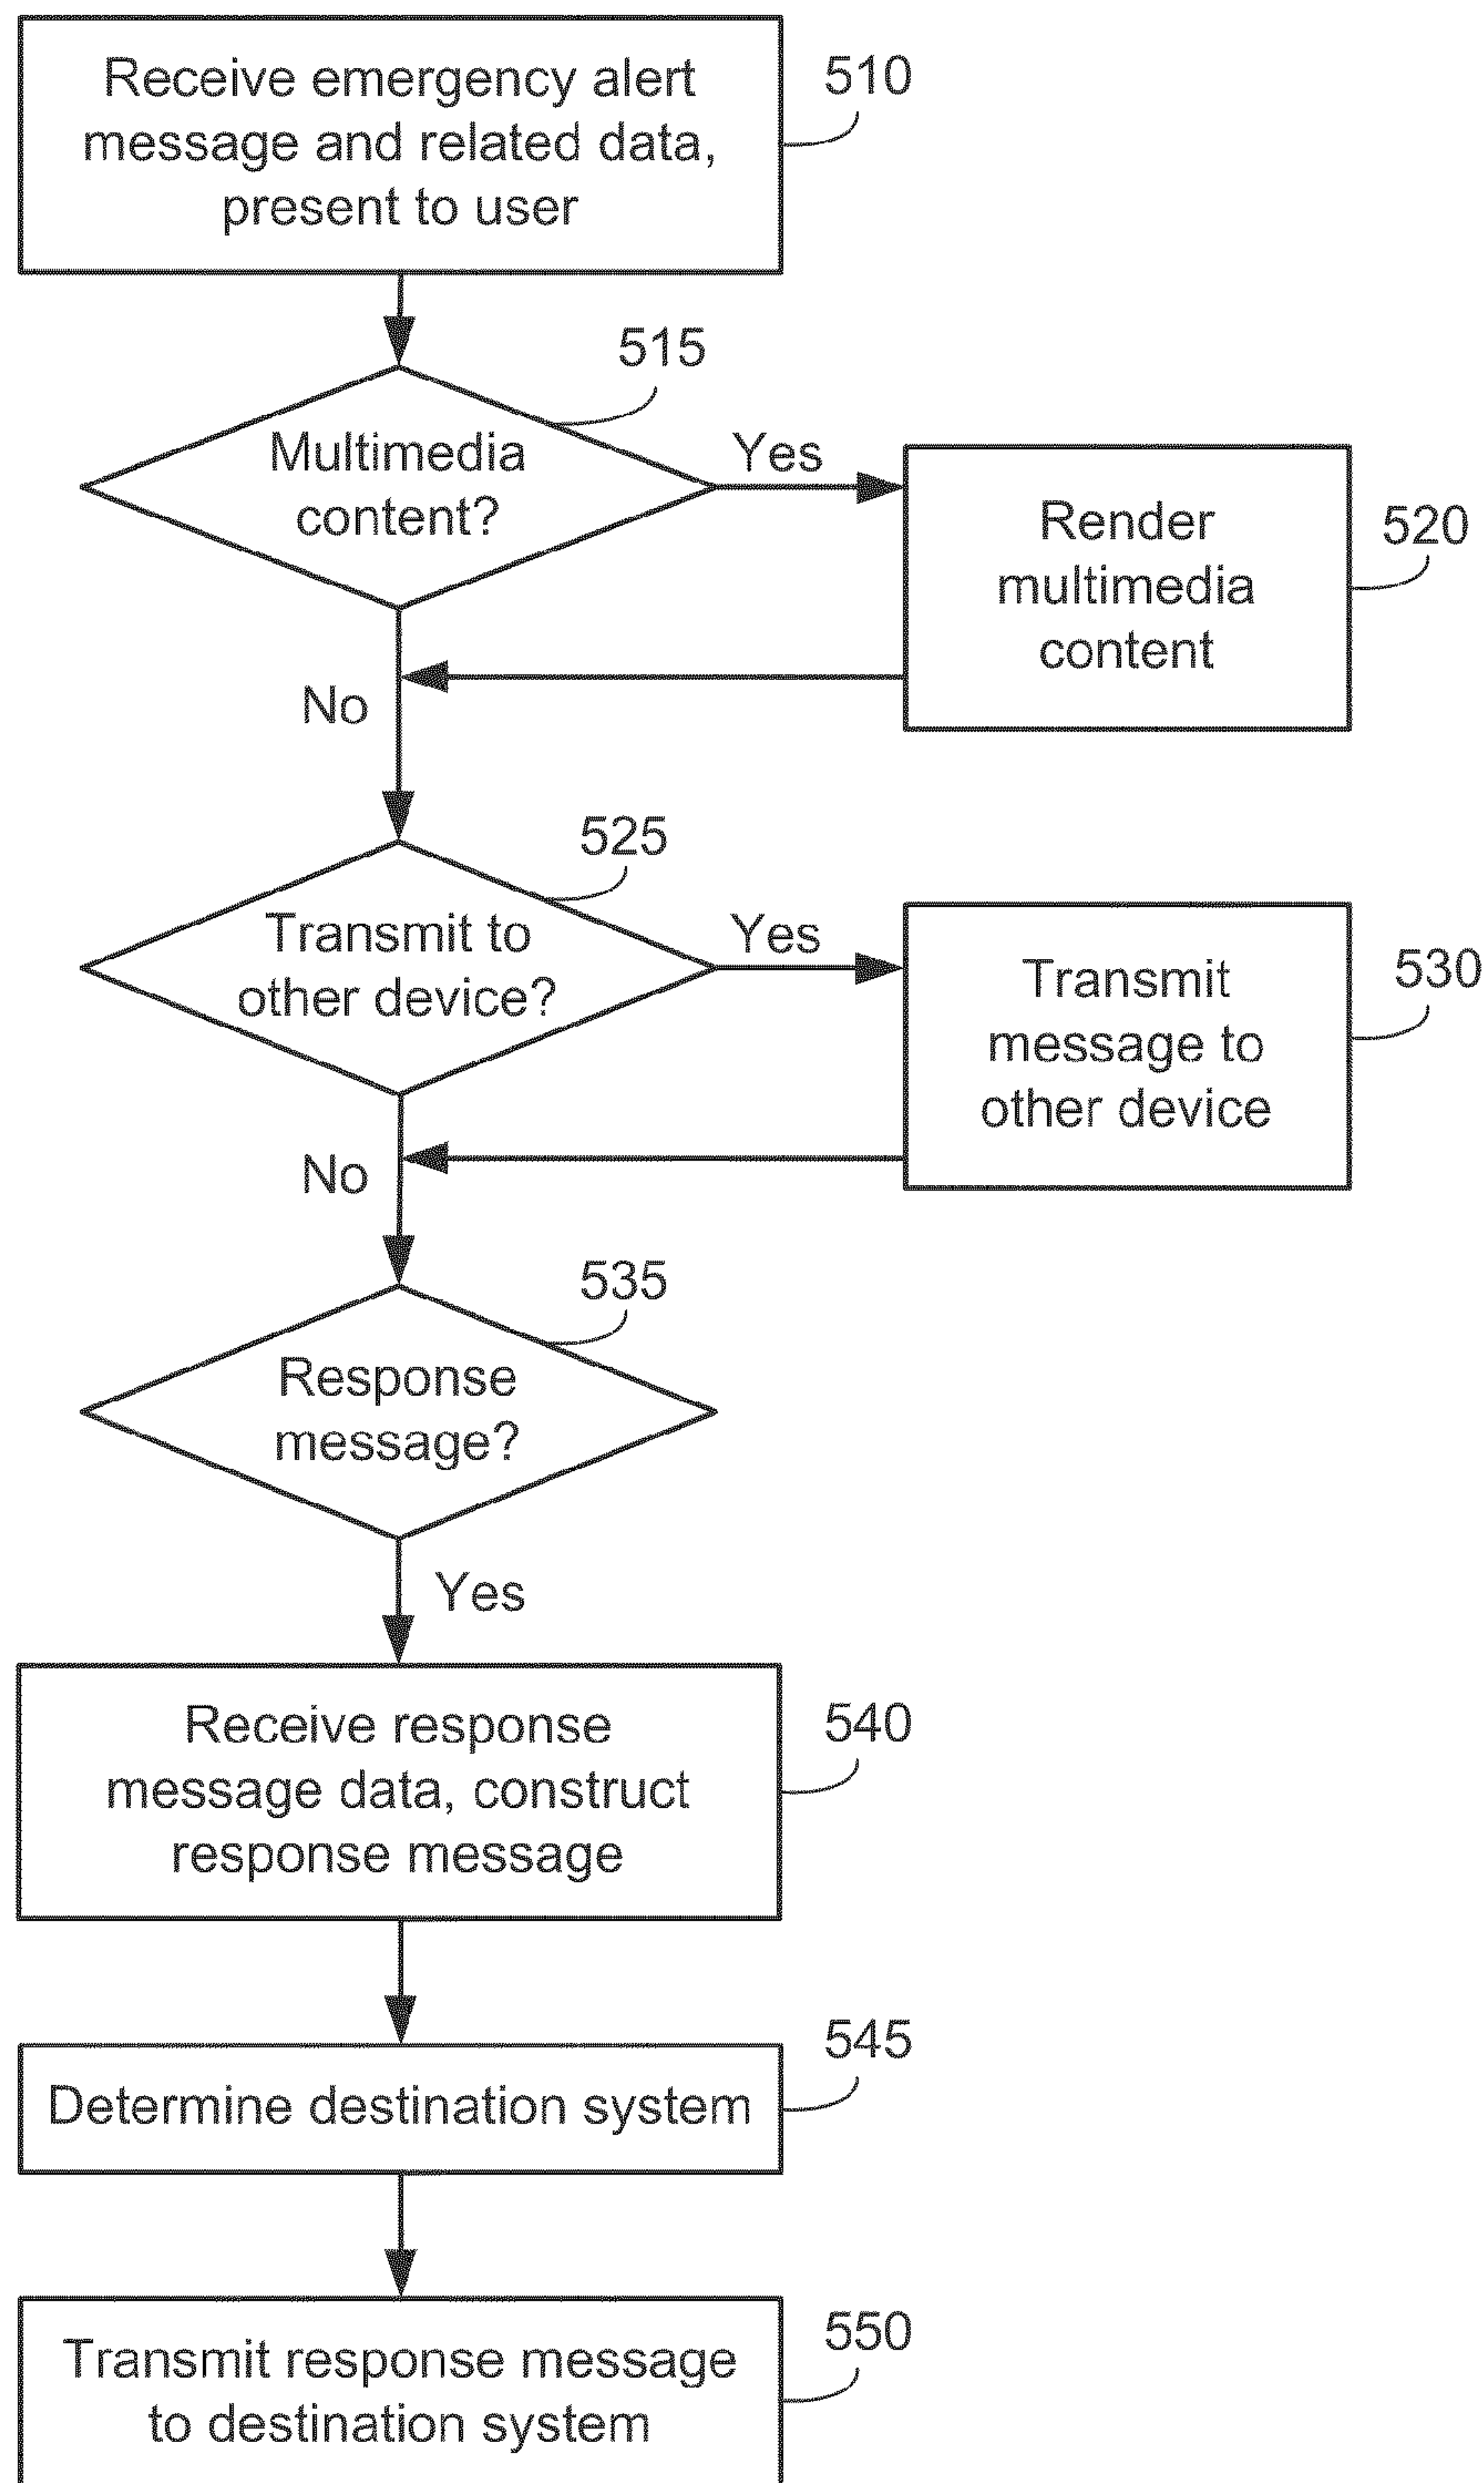 Receive emergency alert
message and related data,
present to user
510
515
Multimedia
content?
Yes
Render
multimedia
content
520
No
525
Transmit to
other device?
Yes
Transmit
message to
other device
530
No
535
Response
message?
Yes
Receive response
message data, construct
response message
540
Determine destination system
545
Transmit response message
to destination system
550